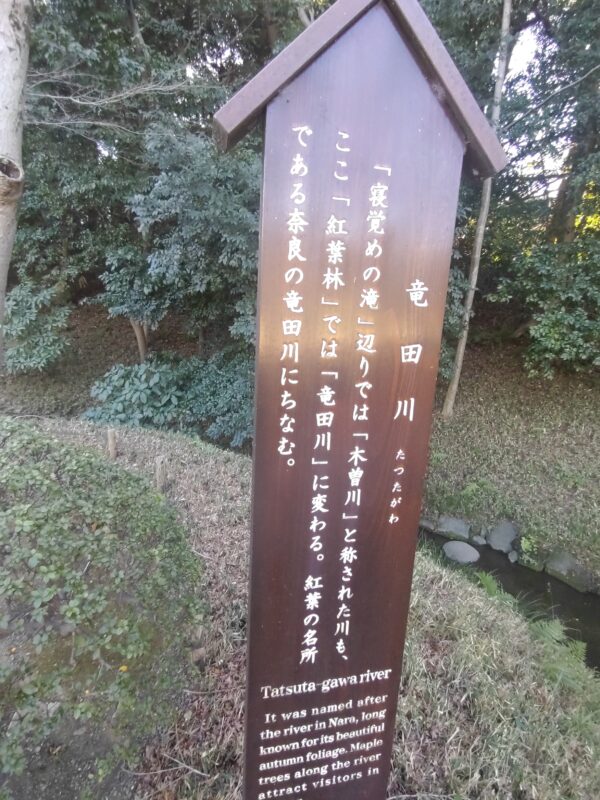 竜田川 たつたがわ
「寝覚めの滝」辺りでは「木曽川」と称された川も、
ここ「紅葉林」では「竜田川」に変わる。紅葉の名所
である奈良の竜田川にちなむ。
Tatsuta-gawa river
It was named after
the river in Nara, long
known for its beautiful
autumn foliage. Maple
trees along the river
attract visitors in